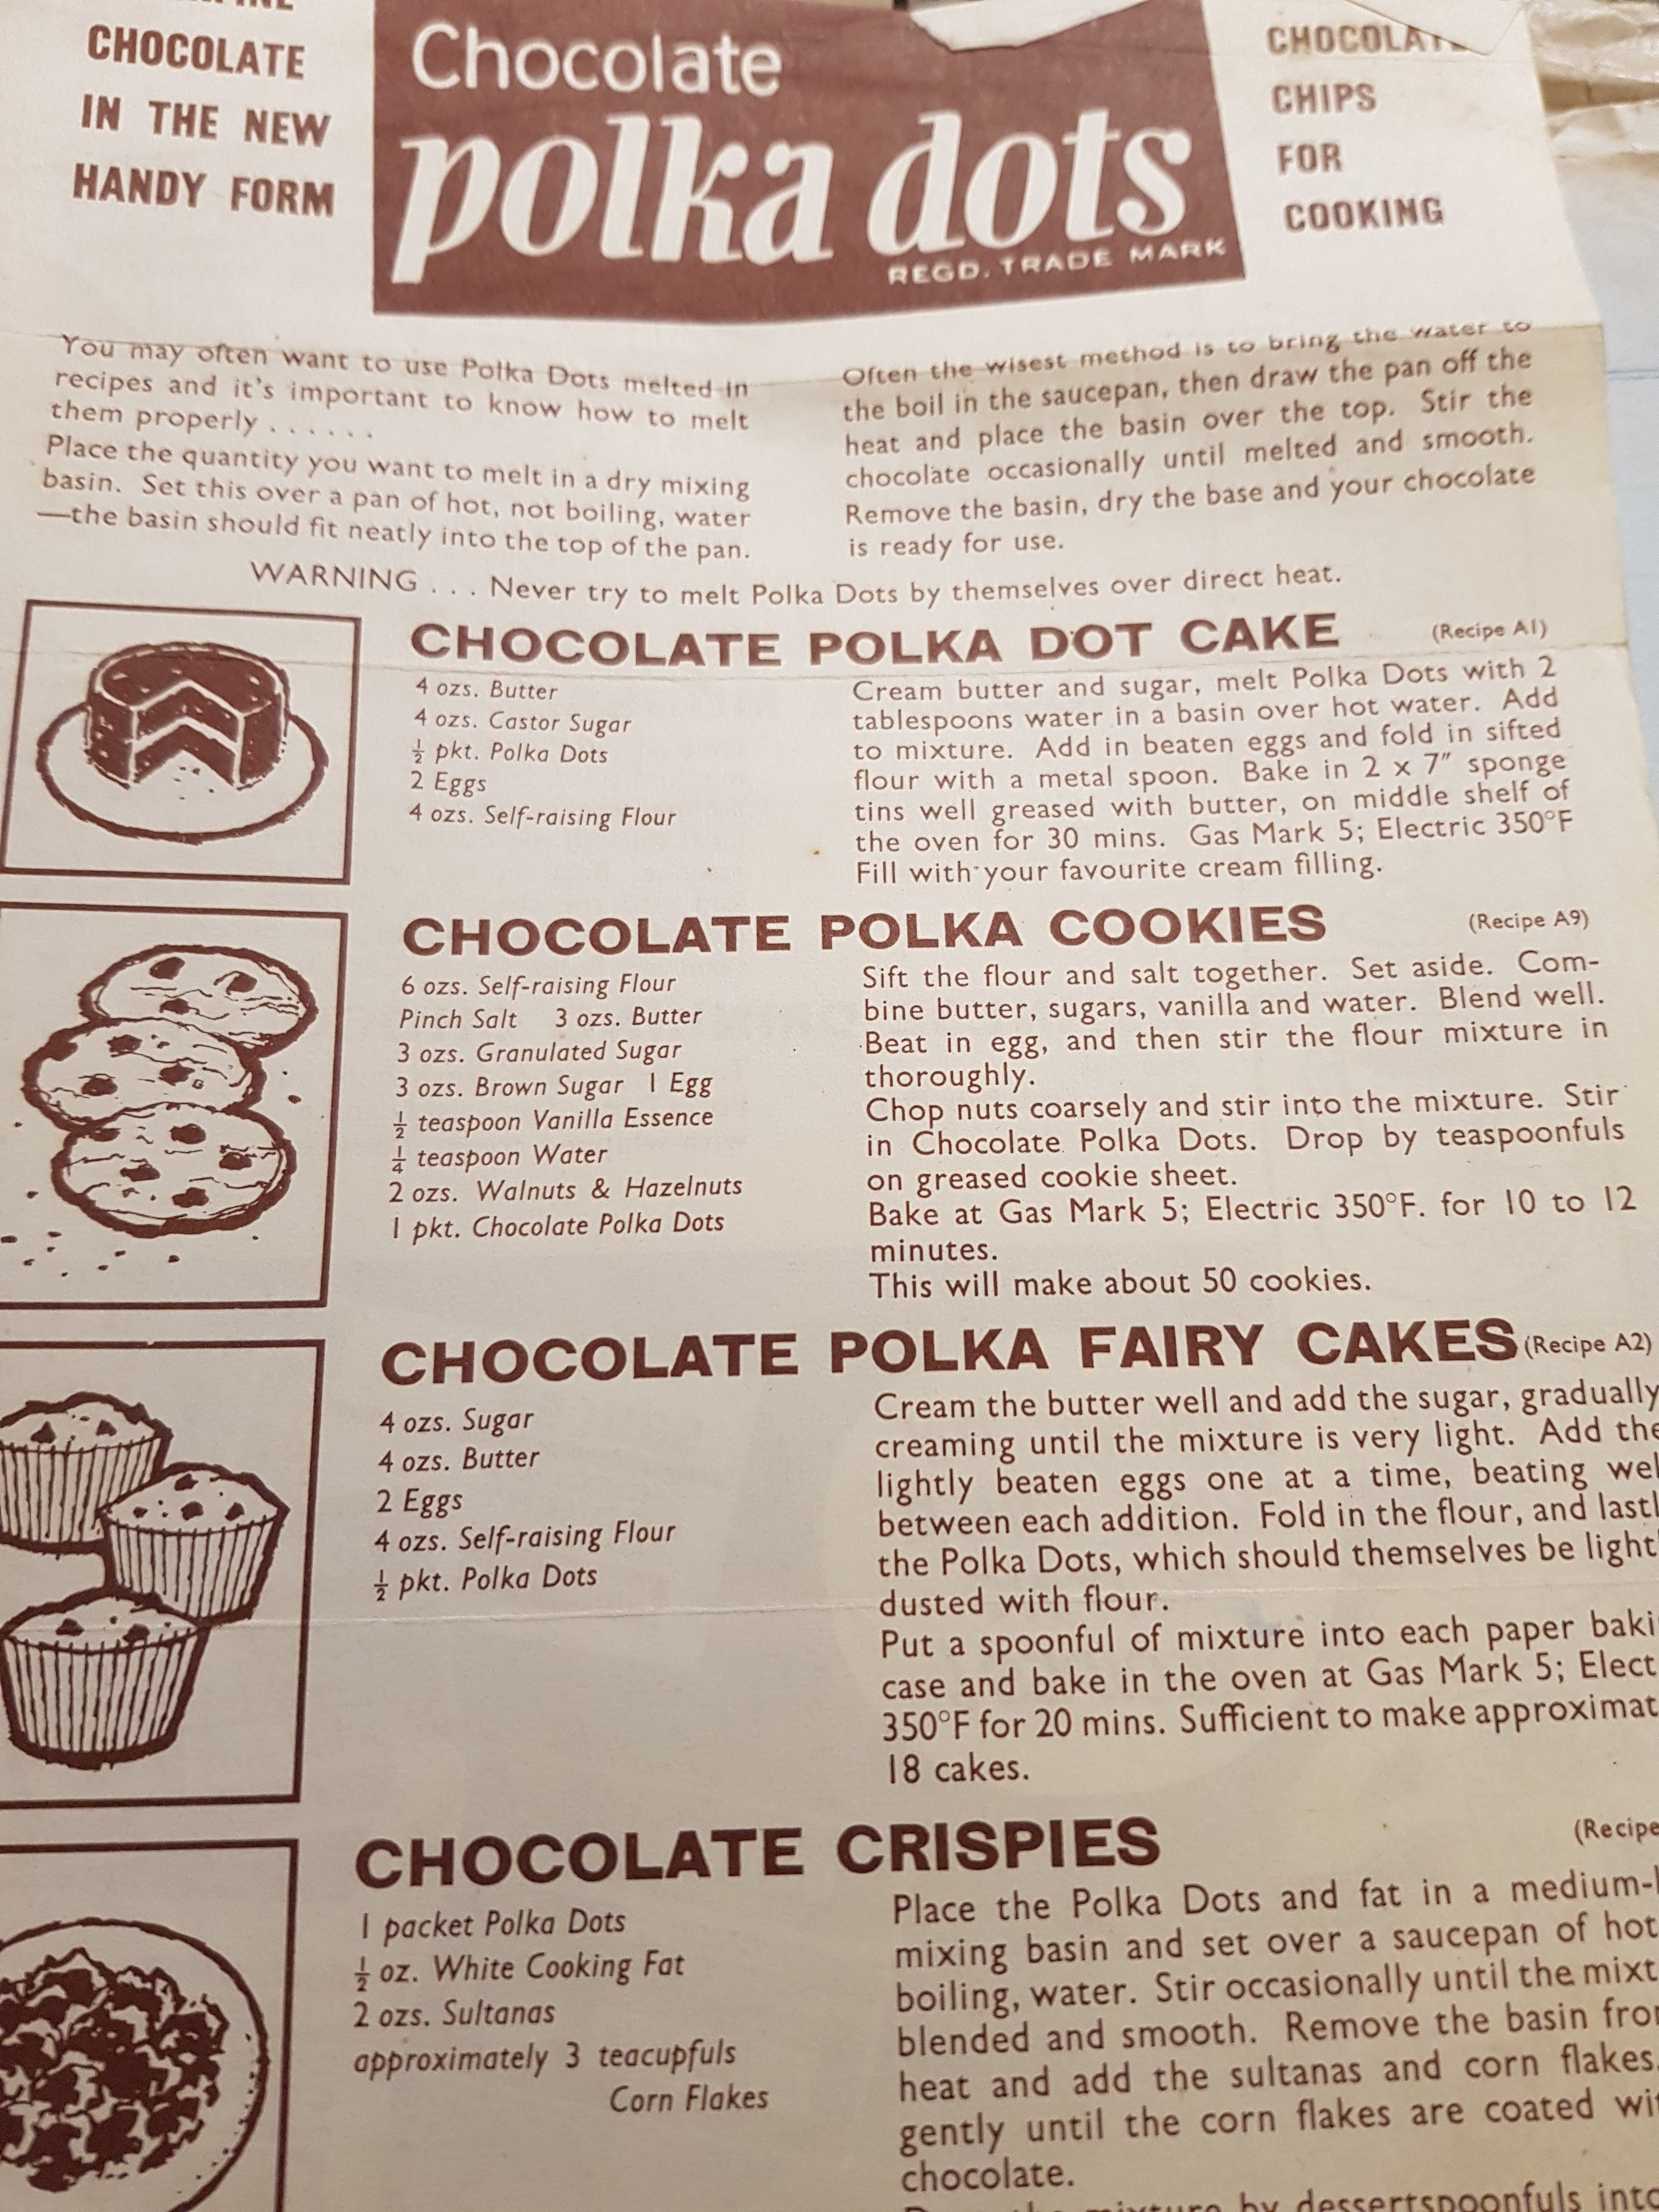 CHOCOLATE
IN THE NEW
HANDY FORM
Chocolate
polka dots
REGD. TRADE MARK
CHOCOLATE
CHIPS
FOR
COOKING
You may often want to use Polka Dots melted in
recipes and it's important to know how to melt
them properly . . . . . .
Place the quantity you want to melt in a dry mixing
basin. Set this over a pan of hot, not boiling, water
—the basin should fit neatly into the top of the pan.
Often the wisest method is to bring the water to
the boil in the saucepan, then draw the pan off the
heat and place the basin over the top. Stir the
chocolate occasionally until melted and smooth.
Remove the basin, dry the base and your chocolate
is ready for use.
WARNING . . . Never try to melt Polka Dots by themselves over direct heat.
CHOCOLATE POLKA DOT CAKE (Recipe A1)
4 ozs. Butter
4 ozs. Castor Sugar
½ pkt. Polka Dots
2 Eggs
4 ozs. Self-raising Flour
Cream butter and sugar, melt Polka Dots with 2
tablespoons water in a basin over hot water. Add
to mixture. Add in beaten eggs and fold in sifted
flour with a metal spoon. Bake in 2 x 7" sponge
tins well greased with butter, on middle shelf of
the oven for 30 mins. Gas Mark 5; Electric 350°F
Fill with your favourite cream filling.
CHOCOLATE POLKA COOKIES (Recipe A9)
6 ozs. Self-raising Flour
Pinch Salt 3 ozs. Butter
3 ozs. Granulated Sugar
3 ozs. Brown Sugar 1 Egg
½ teaspoon Vanilla Essence
¼ teaspoon Water
2 ozs. Walnuts & Hazelnuts
1 pkt. Chocolate Polka Dots
Sift the flour and salt together. Set aside. Com-
bine butter, sugars, vanilla and water. Blend well.
Beat in egg, and then stir the flour mixture in
thoroughly.
Chop nuts coarsely and stir into the mixture. Stir
in Chocolate Polka Dots. Drop by teaspoonfuls
on greased cookie sheet.
Bake at Gas Mark 5; Electric 350°F. for 10 to 12
minutes.
This will make about 50 cookies.
CHOCOLATE POLKA FAIRY CAKES (Recipe A2)
4 ozs. Sugar
4 ozs. Butter
2 Eggs
4 ozs. Self-raising Flour
½ pkt. Polka Dots
Cream the butter well and add the sugar, gradually
creaming until the mixture is very light. Add the
lightly beaten eggs one at a time, beating wel
between each addition. Fold in the flour, and lastl
the Polka Dots, which should themselves be light
dusted with flour.
Put a spoonful of mixture into each paper baki
case and bake in the oven at Gas Mark 5; Elect
350°F for 20 mins. Sufficient to make approximat
18 cakes.
CHOCOLATE CRISPIES (Recipe
1 packet Polka Dots
½ oz. White Cooking Fat
2 ozs. Sultanas
approximately 3 teacupfuls
Corn Flakes
Place the Polka Dots and fat in a medium-
mixing basin and set over a saucepan of hot
boiling, water. Stir occasionally until the mixt
blended and smooth. Remove the basin fro
heat and add the sultanas and corn flakes.
gently until the corn flakes are coated wit
chocolate.
mixture by dessertspoonfuls into